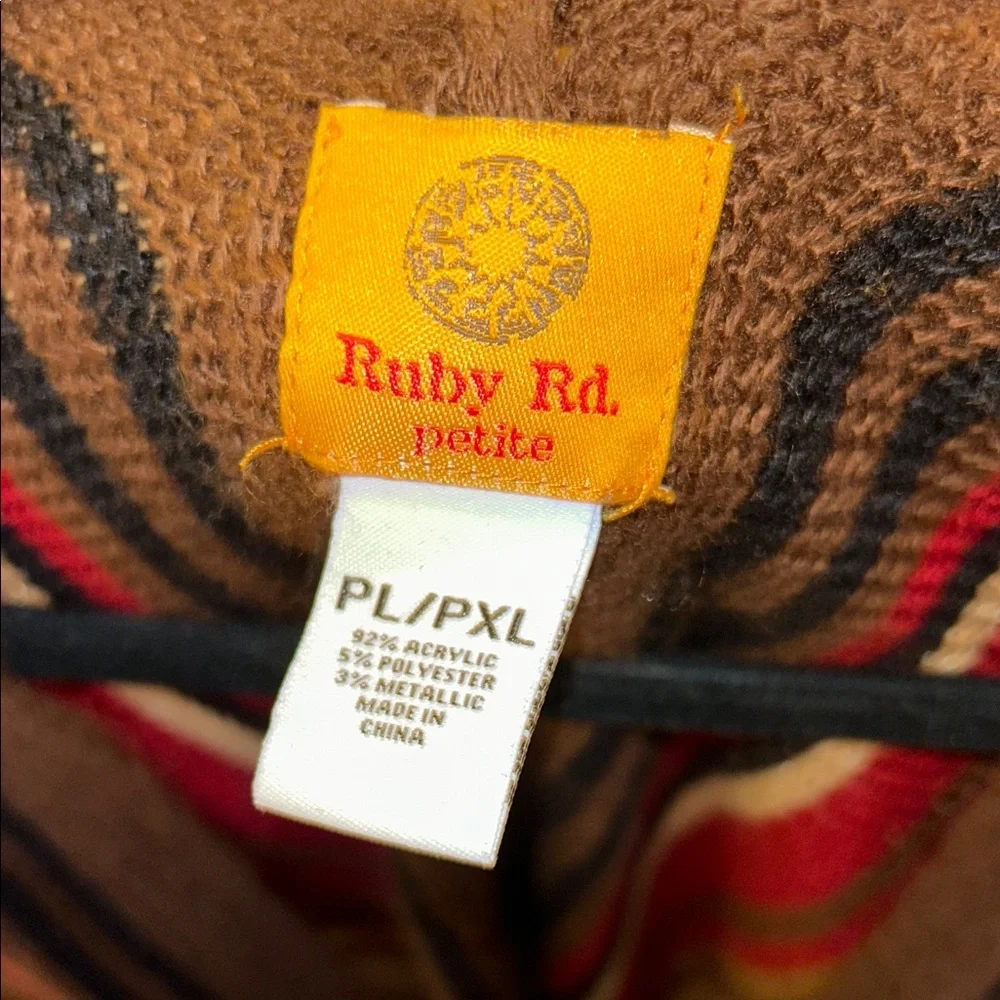 Ruby Rd.
petite
PL/PXL
92% ACRYLIC
5% POLYESTER
3% METALLIC
MADE IN
CHINA